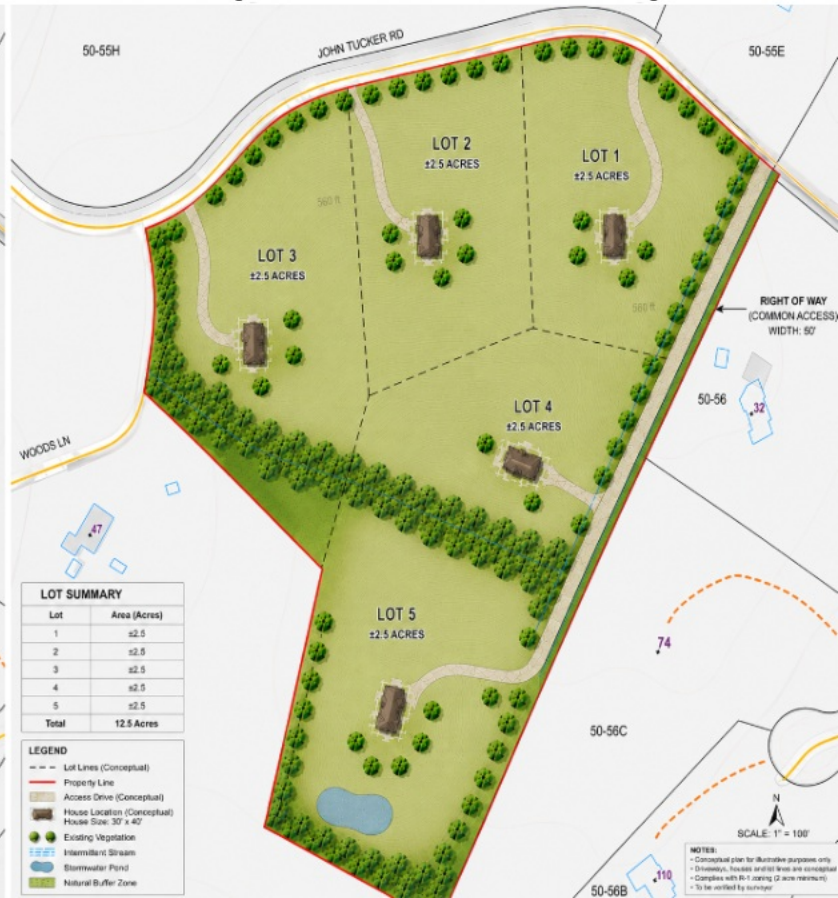 50-55H
JOHN TUCKER RD
50-55E
LOT 2
±2.5 ACRES
LOT 1
±2.5 ACRES
560 ft
LOT 3
±2.5 ACRES
560 ft
RIGHT OF WAY
(COMMON ACCESS)
WIDTH: 50'
50-56
32
LOT 4
±2.5 ACRES
WOODS LN
47
LOT 5
±2.5 ACRES
74
50-56C
LOT SUMMARY
Lot Area (Acres)
1 ±2.5
2 ±2.5
3 ±2.5
4 ±2.5
5 ±2.5
Total 12.5 Acres
LEGEND
Lot Lines (Conceptual)
Property Line
Access Drive (Conceptual)
House Location (Conceptual)
House Size: 30' x 40'
Existing Vegetation
Intermittent Stream
Stormwater Pond
Natural Buffer Zone
N
SCALE: 1" = 100'
NOTES:
• Conceptual plan for illustrative purposes only
• Driveways, houses and lot lines are conceptual
• Complies with R-1 zoning (2 acre minimum)
• To be verified by surveyor
50-56B
110